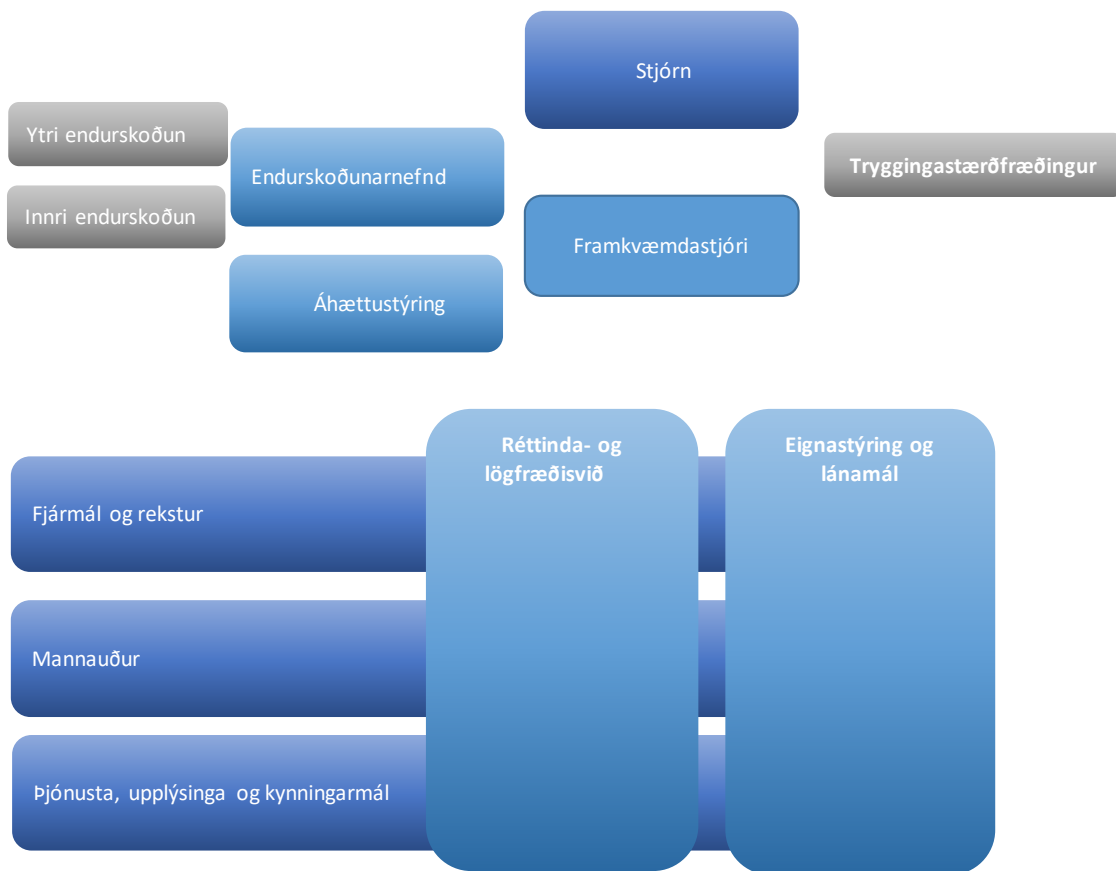 Stjórn
Ytri endurskoðun
Endurskoðunarnefnd
Tryggingastærðfræðingur
Innri endurskoðun
Framkvæmdastjóri
Áhættustýring
Réttinda- og
lögfræðisvið
Eignastýring og
lánamál
Fjármál og rekstur
Mannauður
Þjónusta, upplýsinga og kynningarmál